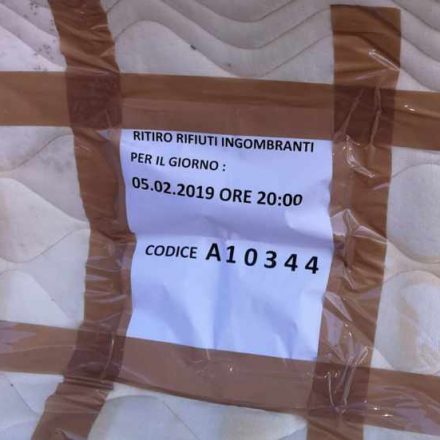 RITIRO RIFIUTI INGOMBRANTI
PER IL GIORNO :
05.02.2019 ORE 20:00
CODICE A10344